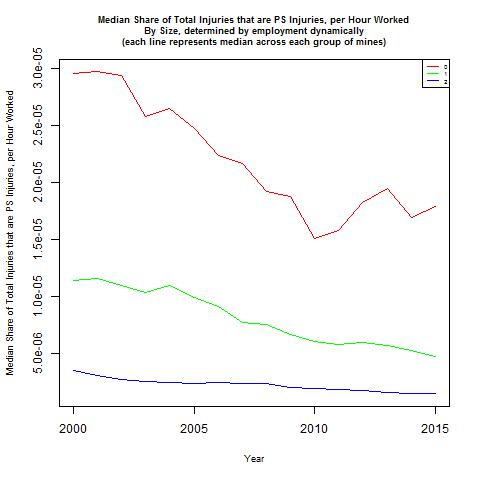 Median Share of Total Injuries that are PS Injuries, per Hour Worked
By Size, determined by employment dynamically
(each line represents median across each group of mines)
Median Share of Total Injuries that are PS Injuries, per Hour Worked
3.0e-05
2.5e-05
2.0e-05
1.5e-05
1.0e-05
5.0e-06
0
1
2
2000
2005
2010
2015
Year